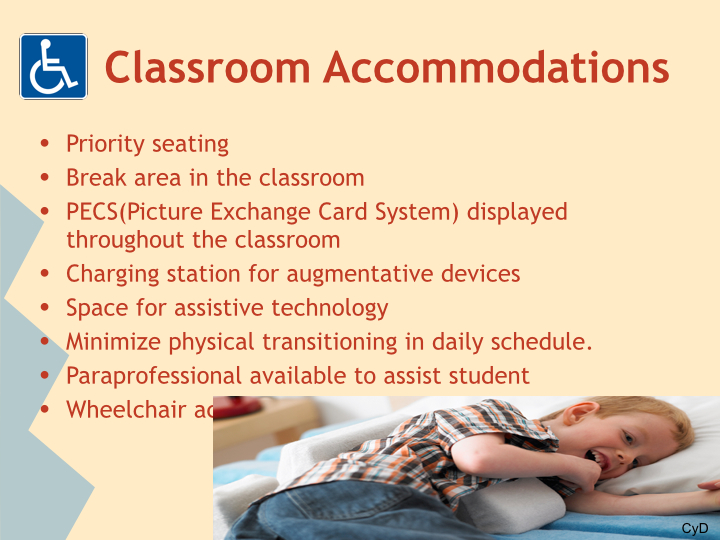 Classroom Accommodations
• Priority seating
• Break area in the classroom
• PECS(Picture Exchange Card System) displayed
throughout the classroom
• Charging station for augmentative devices
• Space for assistive technology
• Minimize physical transitioning in daily schedule.
• Paraprofessional available to assist student
• Wheelchair
CyD